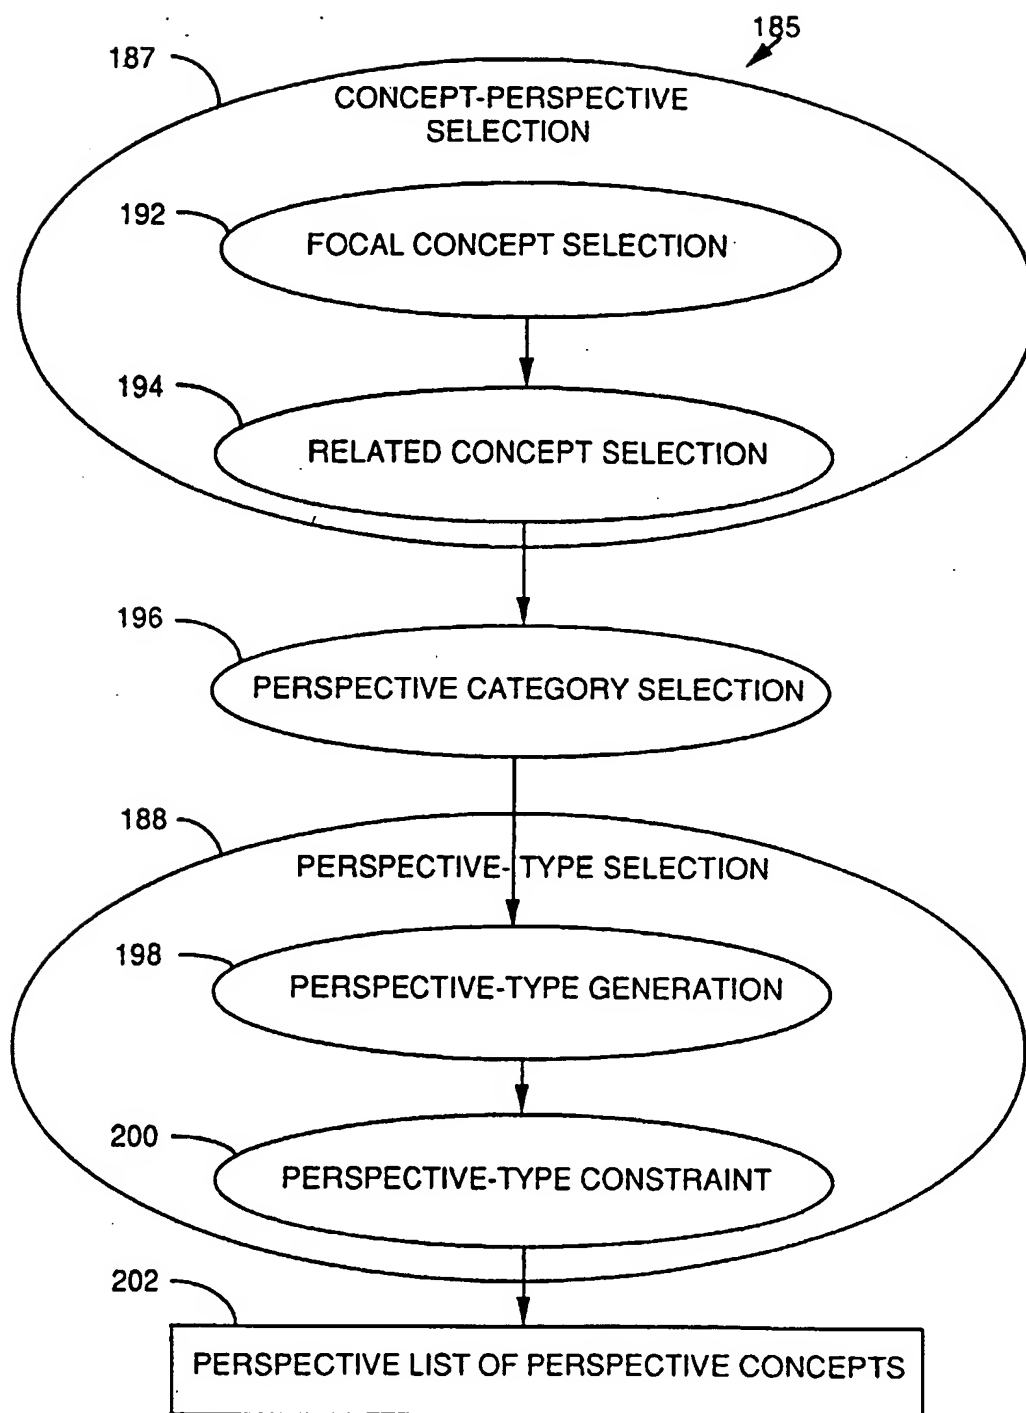 185
187
CONCEPT-PERSPECTIVE
SELECTION
192
FOCAL CONCEPT SELECTION
194
RELATED CONCEPT SELECTION
196
PERSPECTIVE CATEGORY SELECTION
188
PERSPECTIVE-TYPE SELECTION
198
PERSPECTIVE-TYPE GENERATION
200
PERSPECTIVE-TYPE CONSTRAINT
202
PERSPECTIVE LIST OF PERSPECTIVE CONCEPTS